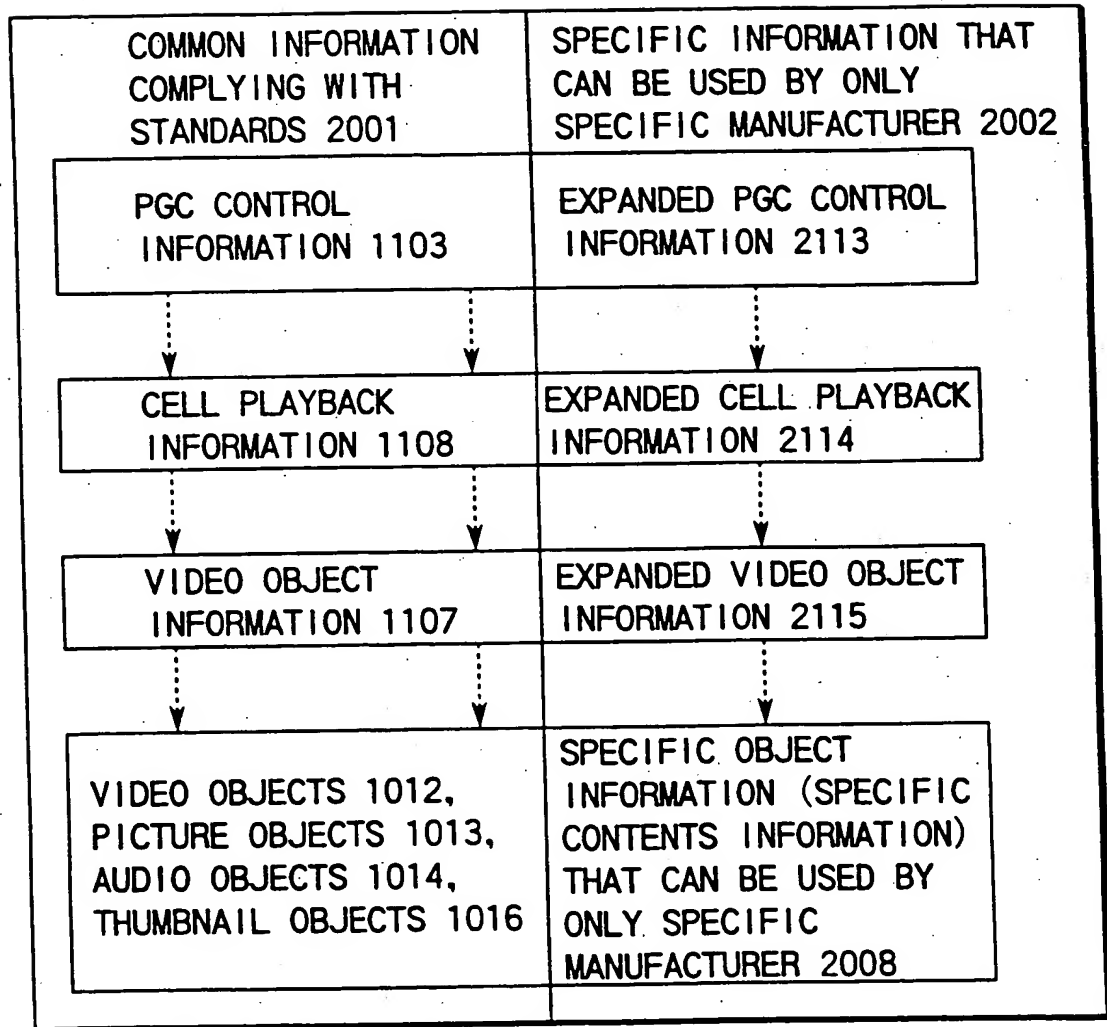 COMMON INFORMATION
COMPLYING WITH
STANDARDS 2001
SPECIFIC INFORMATION THAT
CAN BE USED BY ONLY
SPECIFIC MANUFACTURER 2002
PGC CONTROL
INFORMATION 1103
EXPANDED PGC CONTROL
INFORMATION 2113
CELL PLAYBACK
INFORMATION 1108
EXPANDED CELL PLAYBACK
INFORMATION 2114
VIDEO OBJECT
INFORMATION 1107
EXPANDED VIDEO OBJECT
INFORMATION 2115
VIDEO OBJECTS 1012,
PICTURE OBJECTS 1013,
AUDIO OBJECTS 1014,
THUMBNAIL OBJECTS 1016
SPECIFIC OBJECT
INFORMATION (SPECIFIC
CONTENTS INFORMATION)
THAT CAN BE USED BY
ONLY SPECIFIC
MANUFACTURER 2008